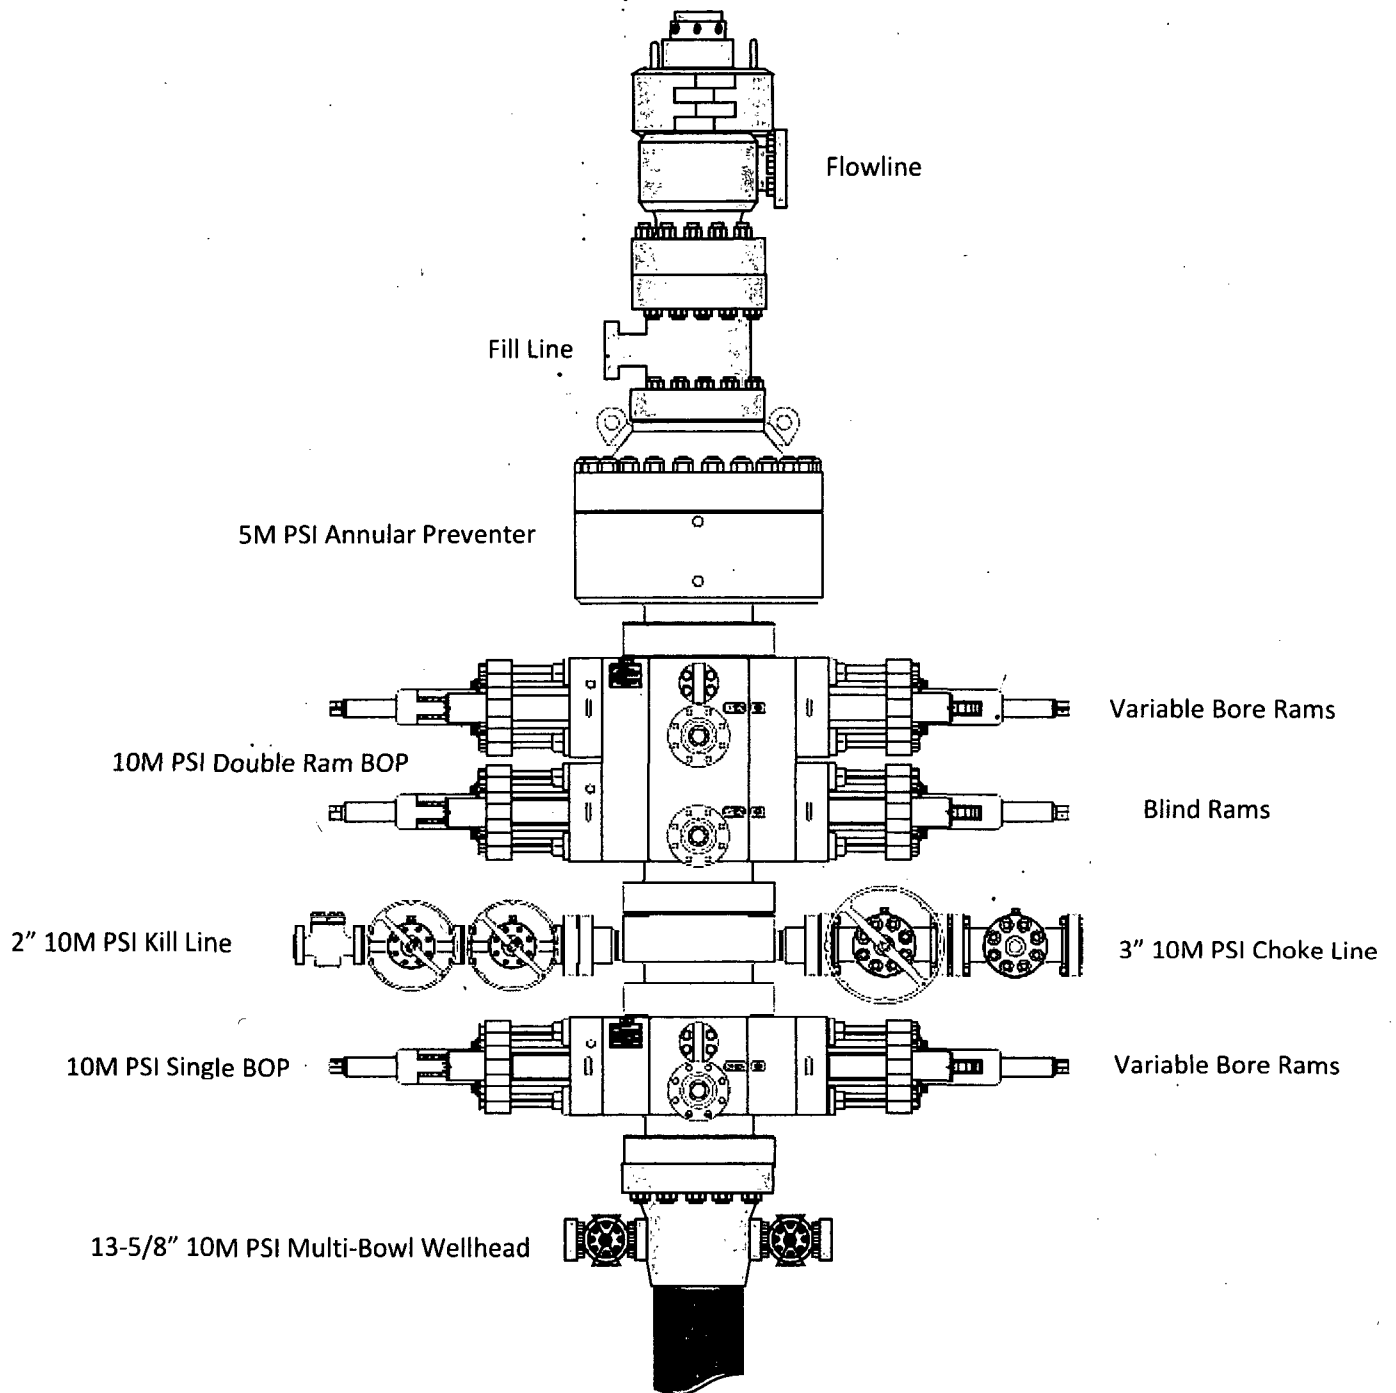 Flowline
Fill Line
5M PSI Annular Preventer
Variable Bore Rams
10M PSI Double Ram BOP
Blind Rams
2” 10M PSI Kill Line
3” 10M PSI Choke Line
10M PSI Single BOP
Variable Bore Rams
13-5/8” 10M PSI Multi-Bowl Wellhead